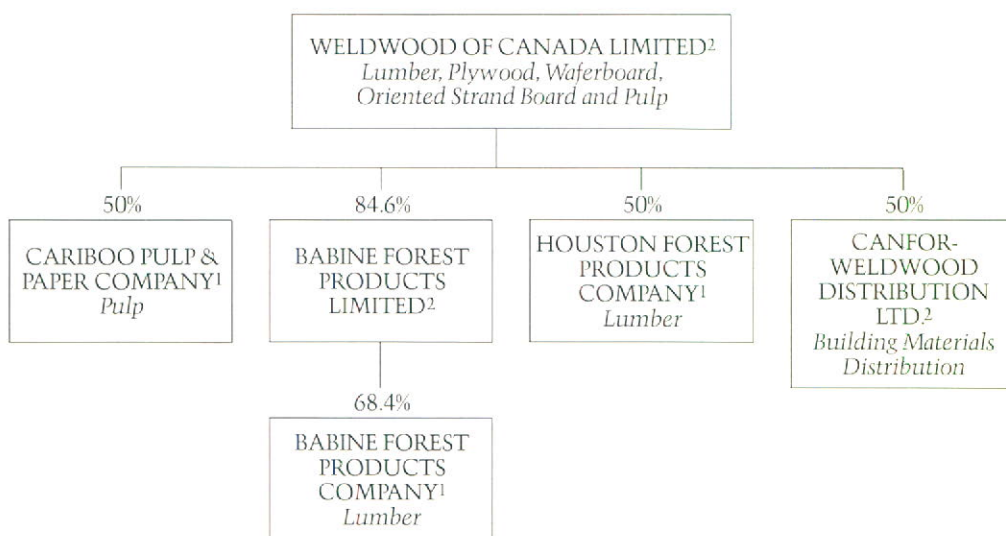 WELDWOOD OF CANADA LIMITED²
Lumber, Plywood, Waferboard,
Oriented Strand Board and Pulp
50%
CARIBOO PULP &
PAPER COMPANY¹
Pulp
84.6%
BABINE FOREST
PRODUCTS
LIMITED²
68.4%
BABINE FOREST
PRODUCTS
COMPANY¹
Lumber
50%
HOUSTON FOREST
PRODUCTS
COMPANY¹
Lumber
50%
CANFOR-
WELDWOOD
DISTRIBUTION
LTD.²
Building Materials
Distribution